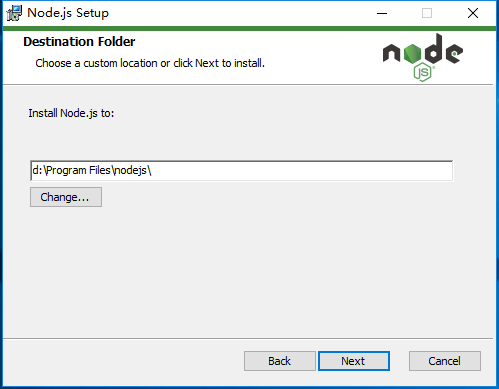 Node.js Setup
Destination Folder
Choose a custom location or click Next to install.
node
JS
Install Node.js to:
d:\Program Files\nodejs\
Change...
Back
Next
Cancel